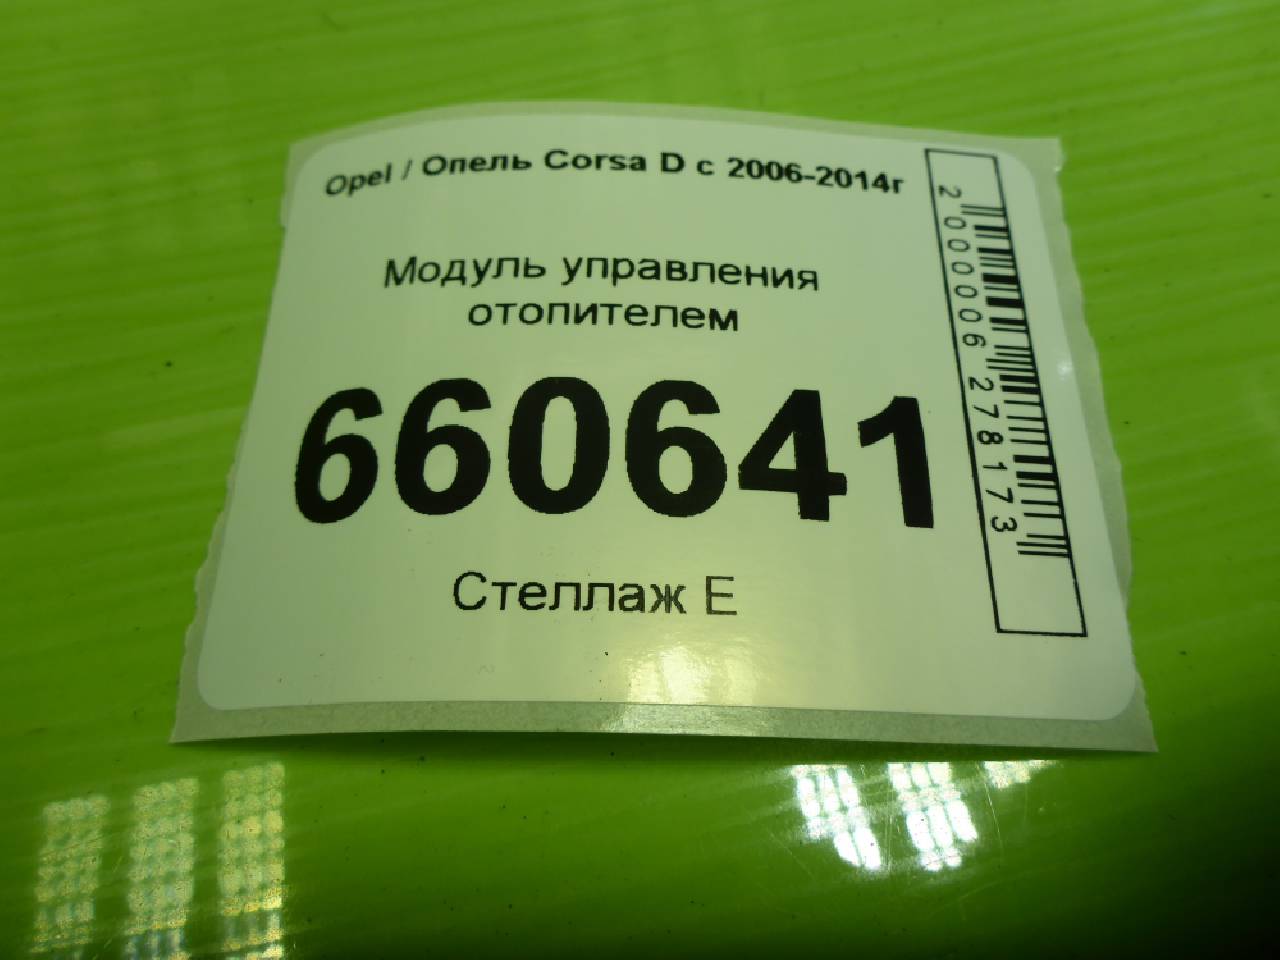 Opel / Опель Corsa D с 2006-2014г
Модуль управления
отопителем
660641
Стеллаж Е
2000006278173